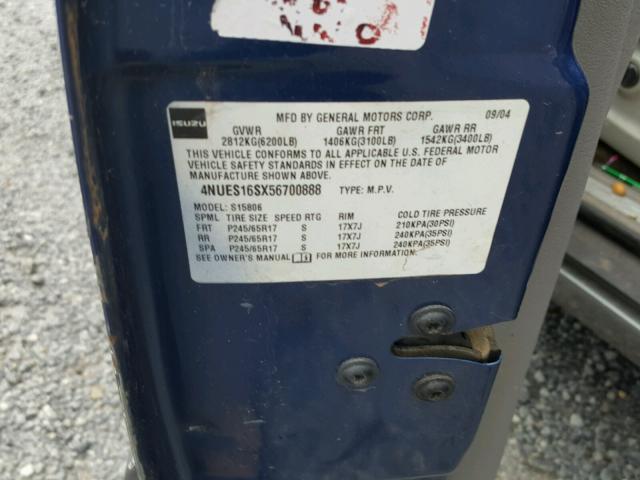 ISUZU
MFD BY GENERAL MOTORS CORP. 09/04
GVWR GAWR FRT GAWR RR
2812KG(6200LB) 1406KG(3100LB) 1542KG(3400LB)
THIS VEHICLE CONFORMS TO ALL APPLICABLE U.S. FEDERAL MOTOR
VEHICLE SAFETY STANDARDS IN EFFECT ON THE DATE OF
MANUFACTURE SHOWN ABOVE.
4NUES16SX56700888 TYPE: M.P.V.
MODEL: S15806
SPML TIRE SIZE SPEED RTG RIM COLD TIRE PRESSURE
FRT P245/65R17 S 17X7J 210KPA(30PSI)
RR P245/65R17 S 17X7J 240KPA(35PSI)
SPA P245/65R17 S 17X7J 240KPA(35PSI)
SEE OWNER'S MANUAL FOR MORE INFORMATION.